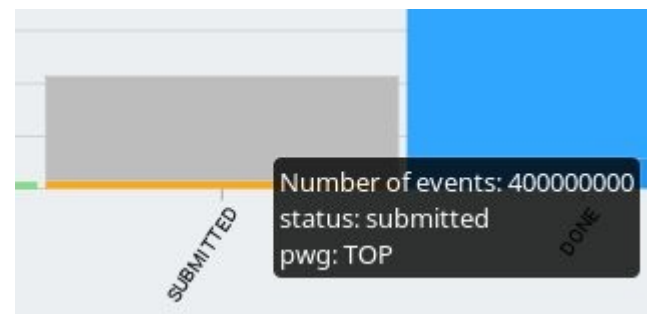 Number of events: 400000000
status: submitted
pwg: TOP
SUBMITTED
DONE